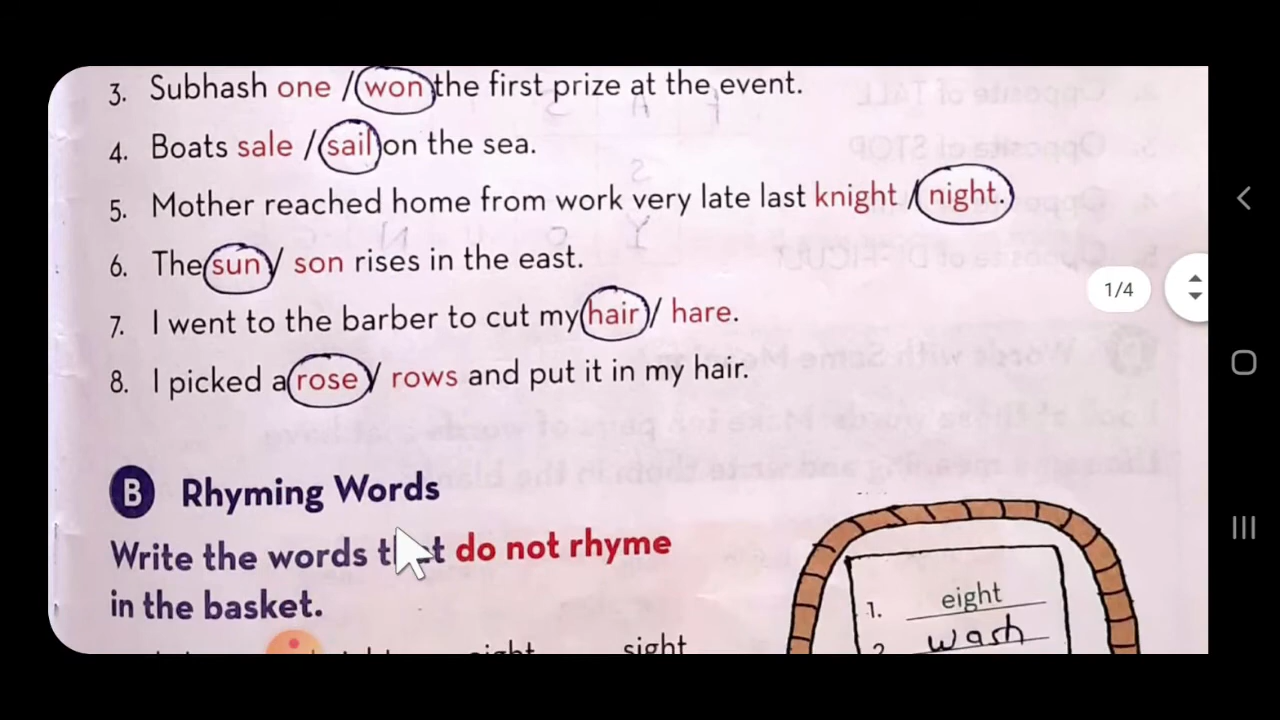 3. Subhash one / won the first prize at the event.
4. Boats sale / sail on the sea.
5. Mother reached home from work very late last knight / night.
6. The sun / son rises in the east.
7. I went to the barber to cut my hair / hare.
8. I picked a rose / rows and put it in my hair.
1/4
B Rhyming Words
Write the words that do not rhyme
in the basket.
1. eight
2. wash
sight